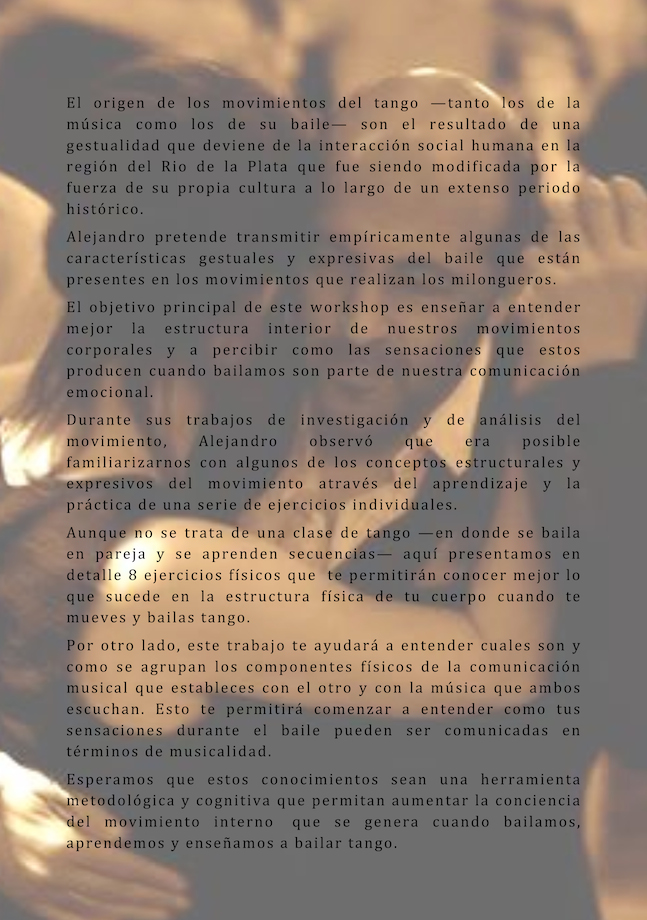 El origen de los movimientos del tango —tanto los de la
música como los de su baile— son el resultado de una
gestualidad que deviene de la interacción social humana en la
región del Rio de la Plata que fue siendo modificada por la
fuerza de su propia cultura a lo largo de un extenso periodo
histórico.
Alejandro pretende transmitir empíricamente algunas de las
características gestuales y expresivas del baile que están
presentes en los movimientos que realizan los milongueros.
El objetivo principal de este workshop es enseñar a entender
mejor la estructura interior de nuestros movimientos
corporales y a percibir como las sensaciones que estos
producen cuando bailamos son parte de nuestra comunicación
emocional.
Durante sus trabajos de investigación y de análisis del
movimiento, Alejandro observó que era posible
familiarizarnos con algunos de los conceptos estructurales y
expresivos del movimiento através del aprendizaje y la
práctica de una serie de ejercicios individuales.
Aunque no se trata de una clase de tango —en donde se baila
en pareja y se aprenden secuencias— aquí presentamos en
detalle 8 ejercicios físicos que te permitirán conocer mejor lo
que sucede en la estructura física de tu cuerpo cuando te
mueves y bailas tango.
Por otro lado, este trabajo te ayudará a entender cuales son y
como se agrupan los componentes físicos de la comunicación
musical que estableces con el otro y con la música que ambos
escuchan. Esto te permitirá comenzar a entender como tus
sensaciones durante el baile pueden ser comunicadas en
términos de musicalidad.
Esperamos que estos conocimientos sean una herramienta
metodológica y cognitiva que permitan aumentar la conciencia
del movimiento interno que se genera cuando bailamos,
aprendemos y enseñamos a bailar tango.